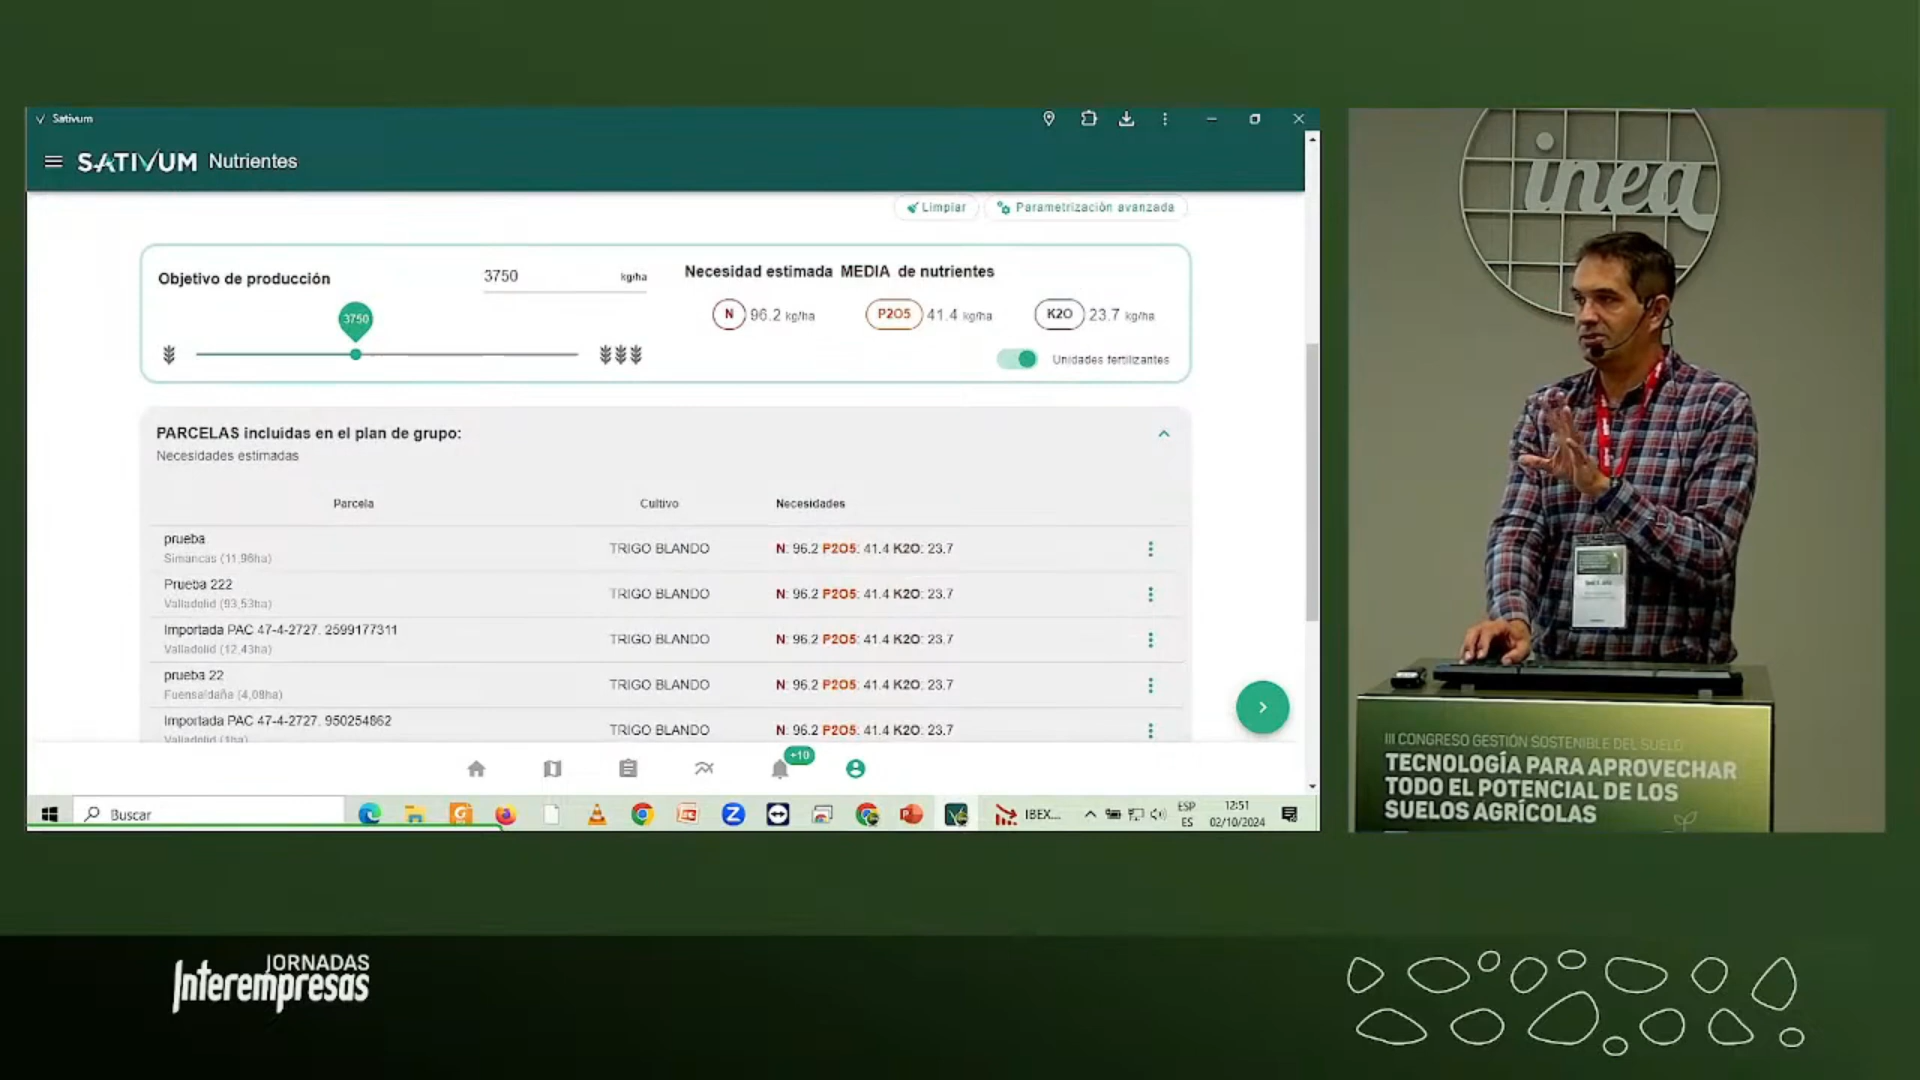 Sativum
SATIVUM Nutrientes
Limpiar
Parametrización avanzada
Objetivo de producción
3750 kg/ha
3750
Necesidad estimada MEDIA de nutrientes
N 96.2 kg/ha
P2O5 41.4 kg/ha
K2O 23.7 kg/ha
Unidades fertilizantes
PARCELAS incluidas en el plan de grupo:
Necesidades estimadas
Parcela Cultivo Necesidades
prueba
Simancas (11,96ha)
TRIGO BLANDO
N: 96.2 P2O5: 41.4 K2O: 23.7
Prueba 222
Valladolid (93,53ha)
TRIGO BLANDO
N: 96.2 P2O5: 41.4 K2O: 23.7
Importada PAC 47-4-2727. 2599177311
Valladolid (12,43ha)
TRIGO BLANDO
N: 96.2 P2O5: 41.4 K2O: 23.7
prueba 22
Fuensaldaña (4,08ha)
TRIGO BLANDO
N: 96.2 P2O5: 41.4 K2O: 23.7
Importada PAC 47-4-2727. 950254862
Valladolid (1ha)
TRIGO BLANDO
N: 96.2 P2O5: 41.4 K2O: 23.7
+10
Buscar
IBEX...
ESP
ES
12:51
02/10/2024
inea
III CONGRESO GESTIÓN SOSTENIBLE DEL SUELO
TECNOLOGÍA PARA APROVECHAR
TODO EL POTENCIAL DE LOS
SUELOS AGRÍCOLAS
JORNADAS
Interempresas